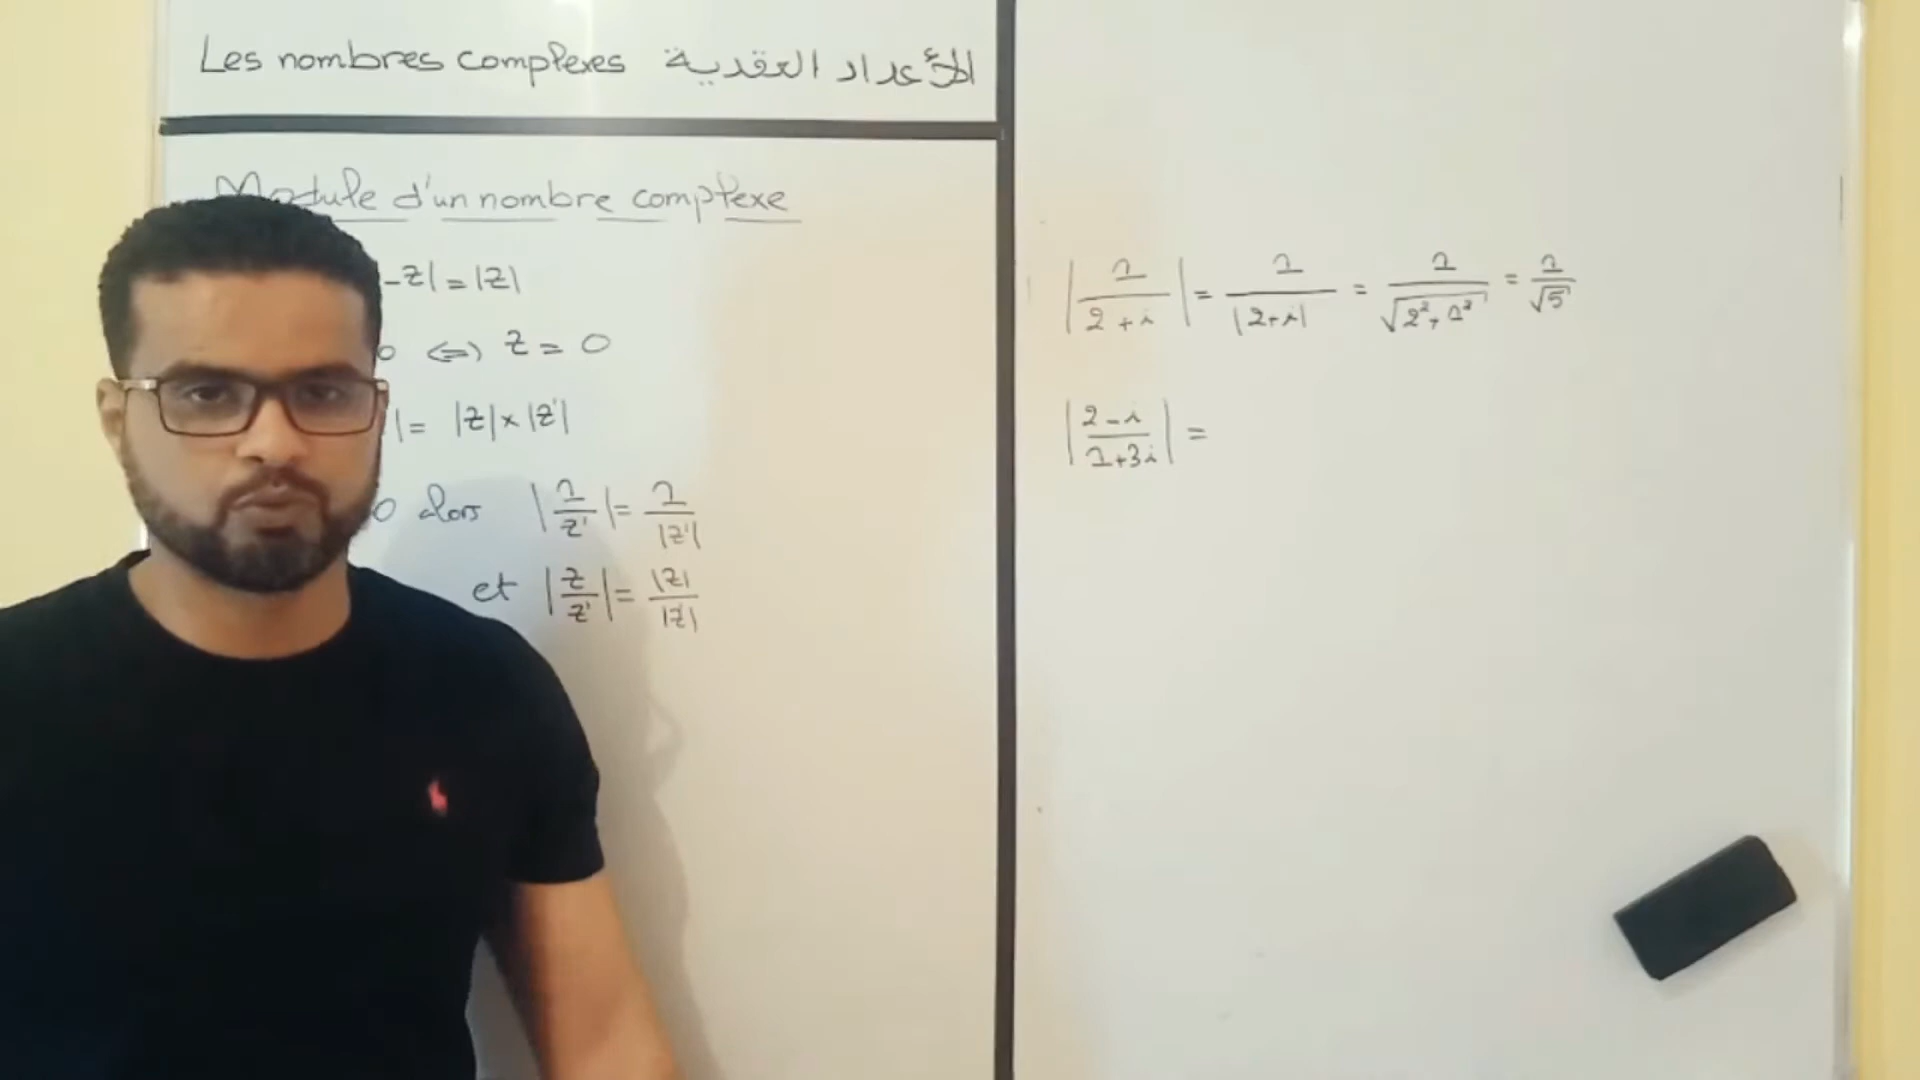 Les nombres complexes الأعداد العقدية
Module d'un nombre complexe
-z| = |z|
0 ⇔ z = 0
| = |z| × |z'|
0 alors |1/z'| = 1/|z'|
et |z/z'| = |z|/|z'|
|1/(2+i)| = 1/|2+i| = 1/√(2²+1²) = 1/√5
|(2-i)/(1+3i)| =